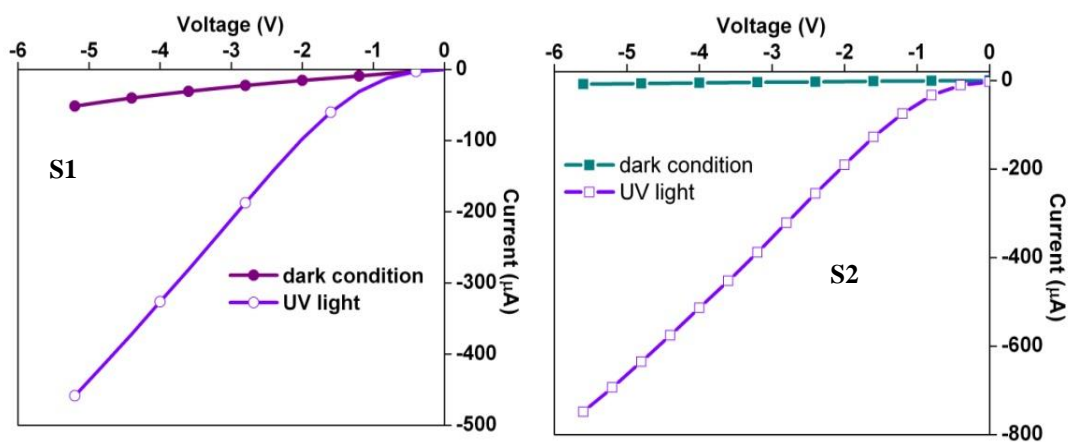 Voltage (V)
-6 -5 -4 -3 -2 -1 0
0
-100
-200
-300
-400
-500
Current (μA)
S1
dark condition
UV light
Voltage (V)
-6 -5 -4 -3 -2 -1 0
0
-200
-400
-600
-800
Current (μA)
dark condition
UV light
S2